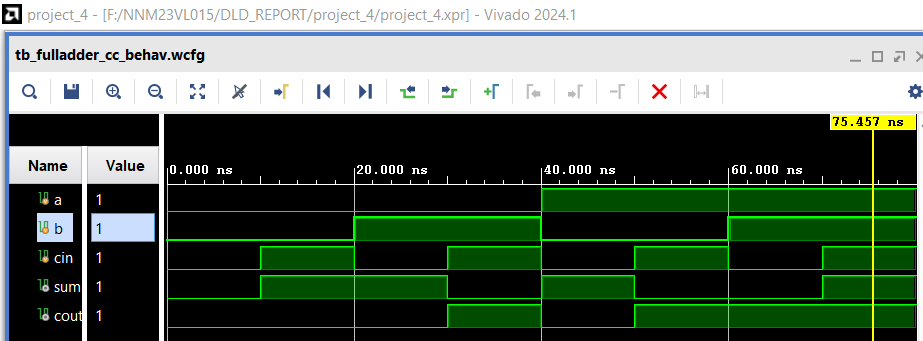 project_4 - [F:/NNM23VL015/DLD_REPORT/project_4/project_4.xpr] - Vivado 2024.1
tb_fulladder_cc_behav.wcfg
75.457 ns
Name Value 0.000 ns 20.000 ns 40.000 ns 60.000 ns
a 1
b 1
cin 1
sum 1
cout 1